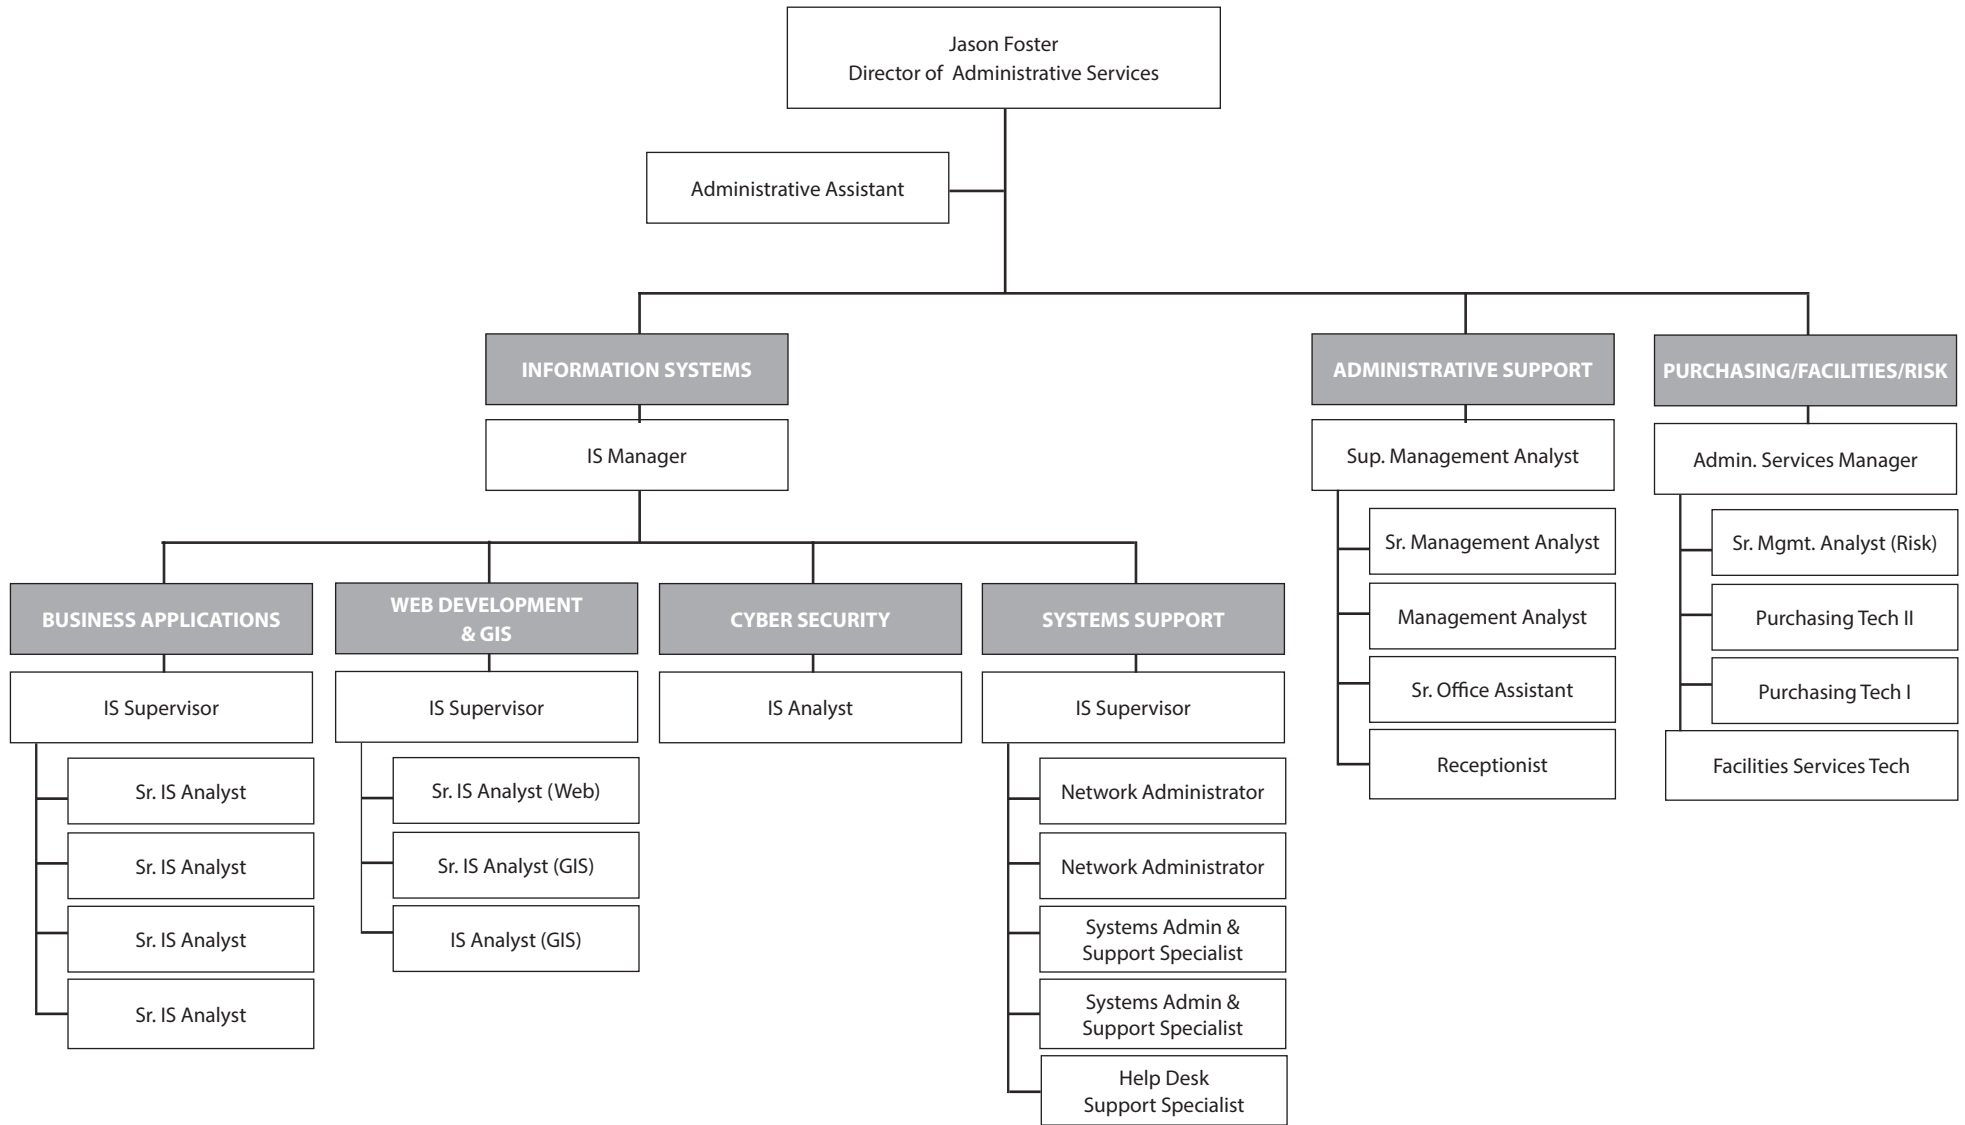 Jason Foster
Director of  Administrative Services
Administrative Assistant
INFORMATION SYSTEMS
IS Manager
BUSINESS APPLICATIONS
IS Supervisor
Sr. IS Analyst
Sr. IS Analyst
Sr. IS Analyst
Sr. IS Analyst
WEB DEVELOPMENT
& GIS
IS Supervisor
Sr. IS Analyst (Web)
Sr. IS Analyst (GIS)
IS Analyst (GIS)
CYBER SECURITY
IS Analyst
SYSTEMS SUPPORT
IS Supervisor
Network Administrator
Network Administrator
Systems Admin &
Support Specialist
Systems Admin &
Support Specialist
Help Desk
Support Specialist
ADMINISTRATIVE SUPPORT
Sup. Management Analyst
Sr. Management Analyst
Management Analyst
Sr. Office Assistant
Receptionist
PURCHASING/FACILITIES/RISK
Admin. Services Manager
Sr. Mgmt. Analyst (Risk)
Purchasing Tech II
Purchasing Tech I
Facilities Services Tech